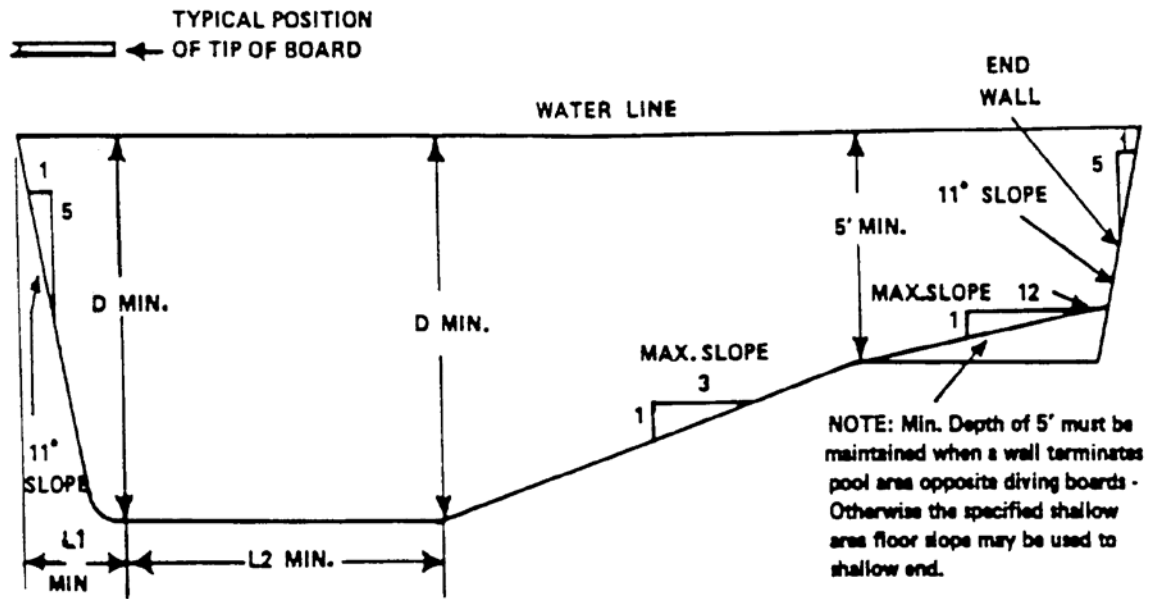 TYPICAL POSITION
OF TIP OF BOARD
END
WALL
WATER LINE
1
5
1
5
11° SLOPE
5' MIN.
D MIN.
D MIN.
MAX.SLOPE
12
1
MAX. SLOPE
3
1
11°
SLOPE
L1
MIN
L2 MIN.
NOTE: Min. Depth of 5' must be
maintained when a wall terminates
pool area opposite diving boards -
Otherwise the specified shallow
area floor slope may be used to
shallow end.